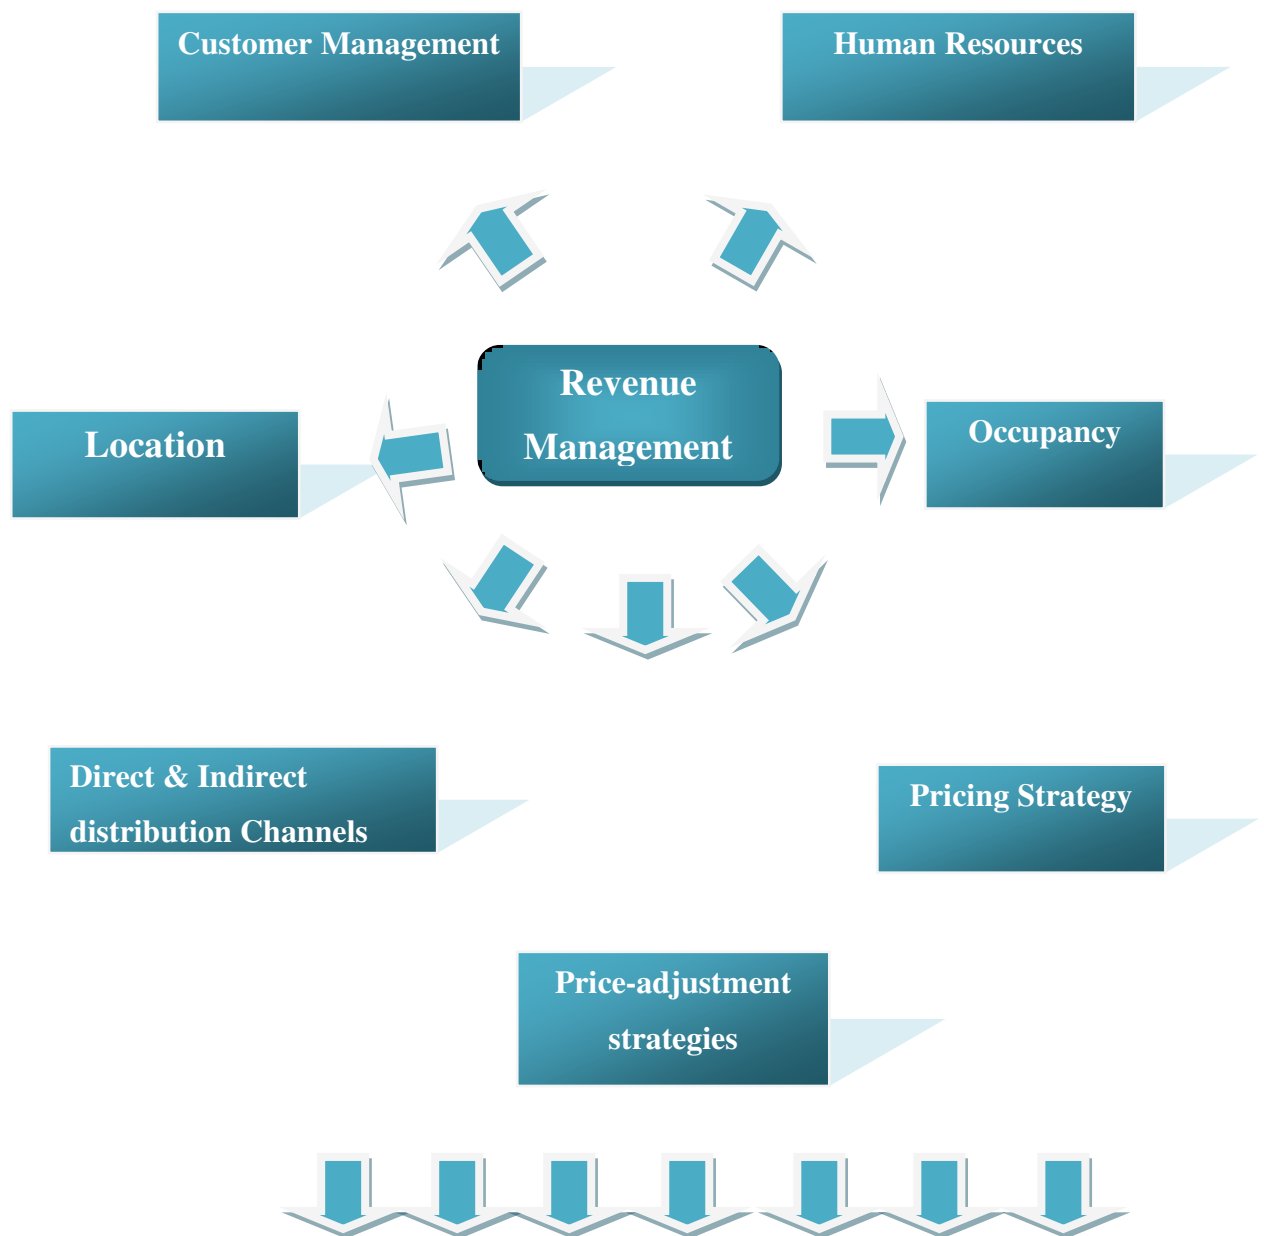 Customer Management
Human Resources
Revenue
Management
Location
Occupancy
Direct & Indirect
distribution Channels
Pricing Strategy
Price-adjustment
strategies